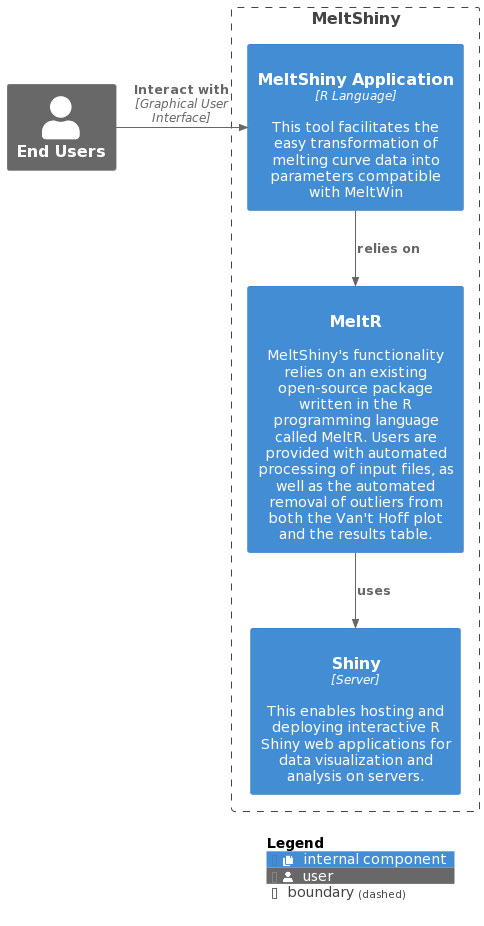 MeltShiny
MeltShiny Application
[R Language]
This tool facilitates the
easy transformation of
melting curve data into
parameters compatible
with MeltWin
Interact with
[Graphical User
Interface]
End Users
relies on
MeltR
MeltShiny's functionality
relies on an existing
open-source package
written in the R
programming language
called MeltR. Users are
provided with automated
processing of input files, as
well as the automated
removal of outliers from
both the Van't Hoff plot
and the results table.
uses
Shiny
[Server]
This enables hosting and
deploying interactive R
Shiny web applications for
data visualization and
analysis on servers.
Legend
internal component
user
boundary (dashed)